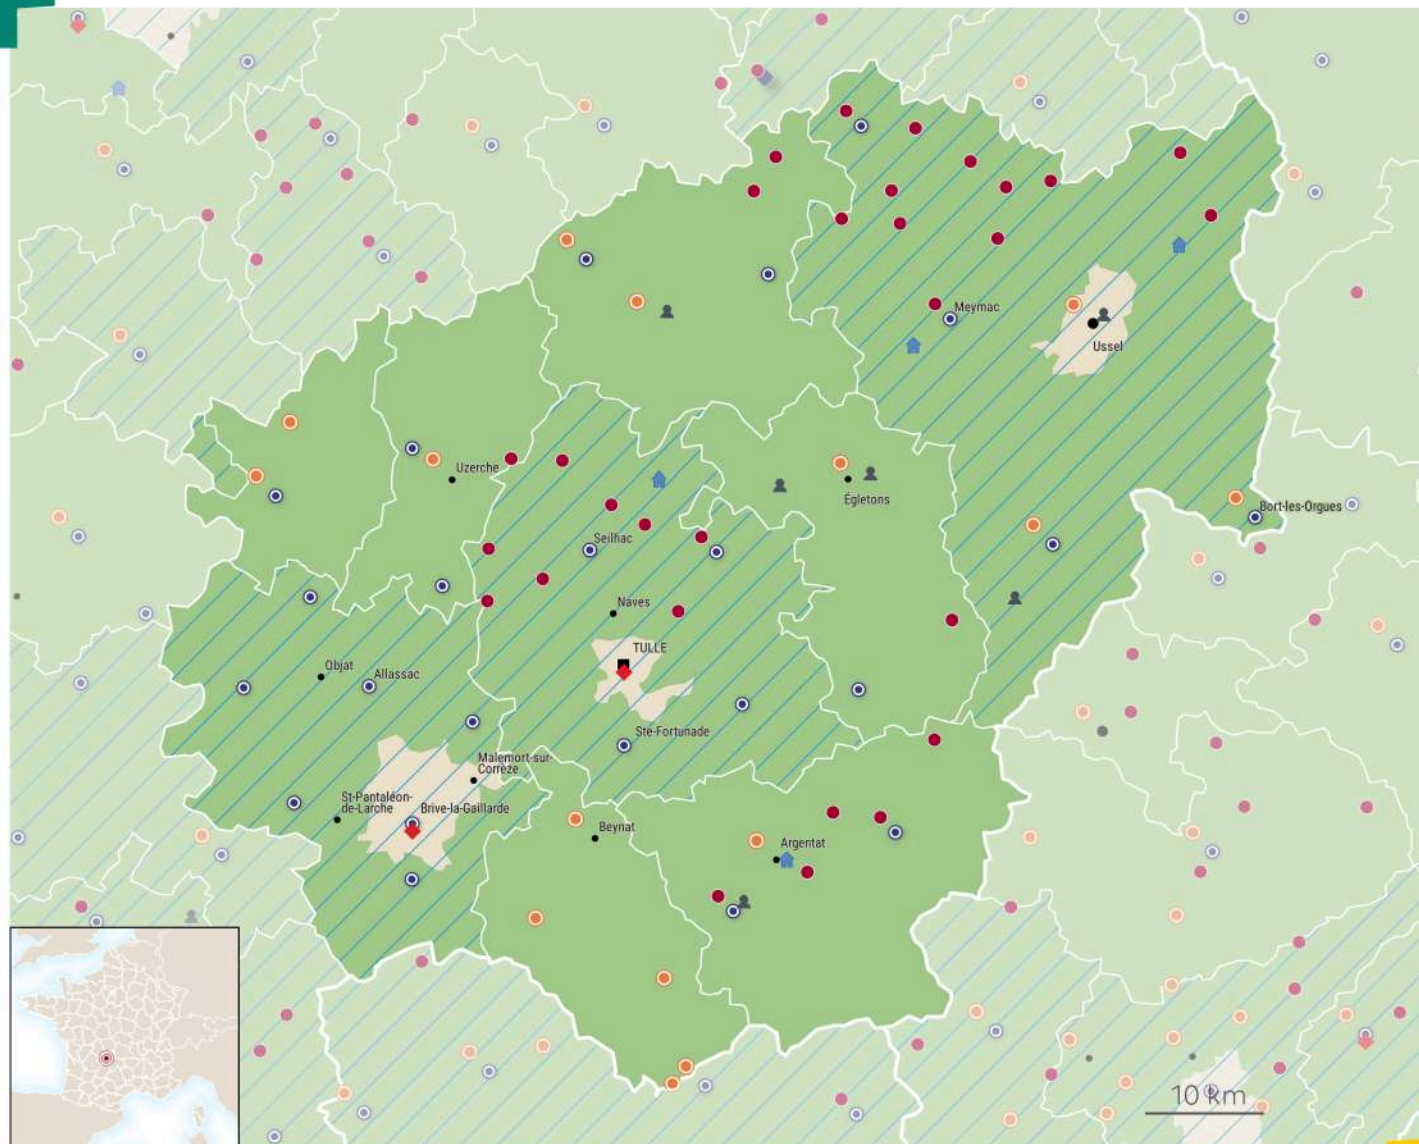 Meymac
Ussel
Uzerche
Égletons
Bort-les-Orgues
Seilhac
Naves
TULLE
Objat
Allassac
Ste-Fortunade
Malemort-sur-
Corrèze
St-Pantaléon-
de-Larche
Brive-la-Gaillarde
Beynat
Argentat
10 km